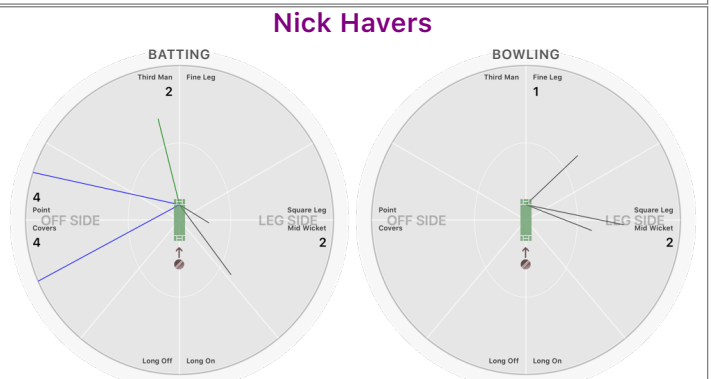 Nick Havers
BATTING
Third Man Fine Leg
2
4
Point
OFF SIDE
Covers
4
Square Leg
LEG SIDE
Mid Wicket
2
Long Off Long On
BOWLING
Third Man Fine Leg
1
Point
OFF SIDE
Covers
Square Leg
LEG SIDE
Mid Wicket
2
Long Off Long On